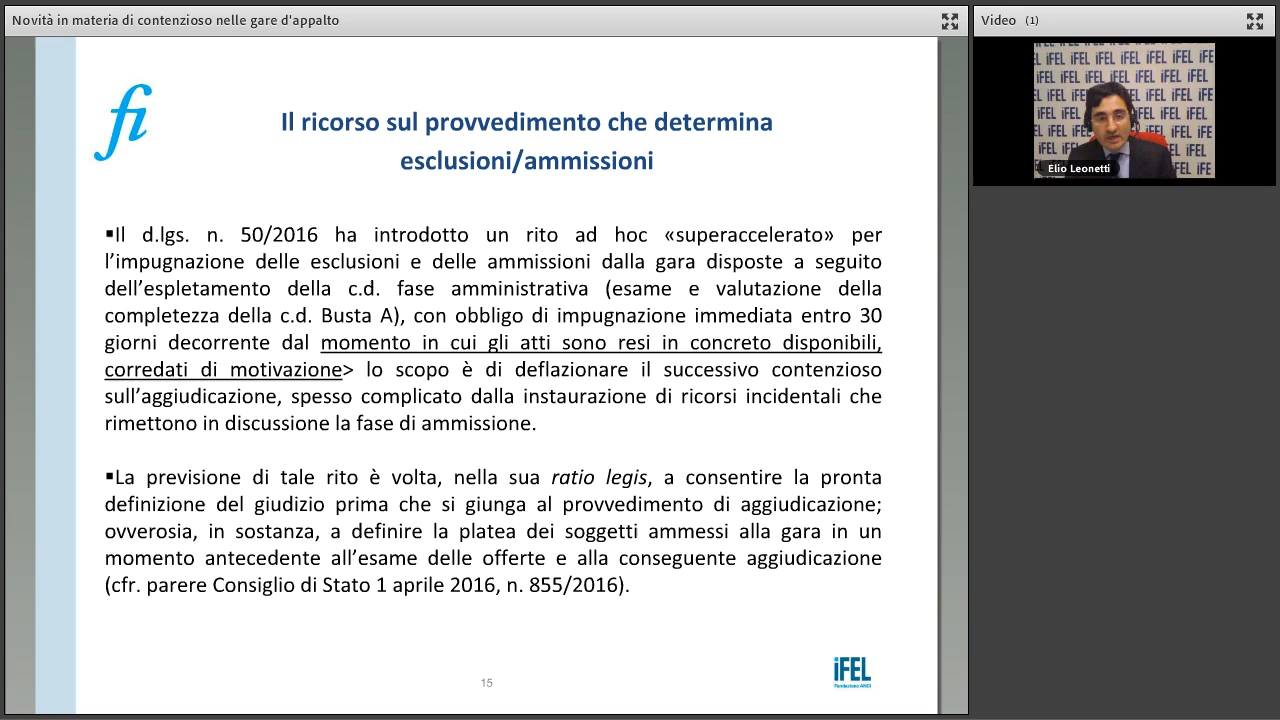 Novità in materia di contenzioso nelle gare d'appalto
Video (1)
Elio Leonetti
fi
Il ricorso sul provvedimento che determina
esclusioni/ammissioni
▪Il d.lgs. n. 50/2016 ha introdotto un rito ad hoc «superaccelerato» per
l’impugnazione delle esclusioni e delle ammissioni dalla gara disposte a seguito
dell’espletamento della c.d. fase amministrativa (esame e valutazione della
completezza della c.d. Busta A), con obbligo di impugnazione immediata entro 30
giorni decorrente dal momento in cui gli atti sono resi in concreto disponibili,
corredati di motivazione> lo scopo è di deflazionare il successivo contenzioso
sull’aggiudicazione, spesso complicato dalla instaurazione di ricorsi incidentali che
rimettono in discussione la fase di ammissione.
▪La previsione di tale rito è volta, nella sua ratio legis, a consentire la pronta
definizione del giudizio prima che si giunga al provvedimento di aggiudicazione;
ovverosia, in sostanza, a definire la platea dei soggetti ammessi alla gara in un
momento antecedente all’esame delle offerte e alla conseguente aggiudicazione
(cfr. parere Consiglio di Stato 1 aprile 2016, n. 855/2016).
15
iFEL
Fondazione ANCI